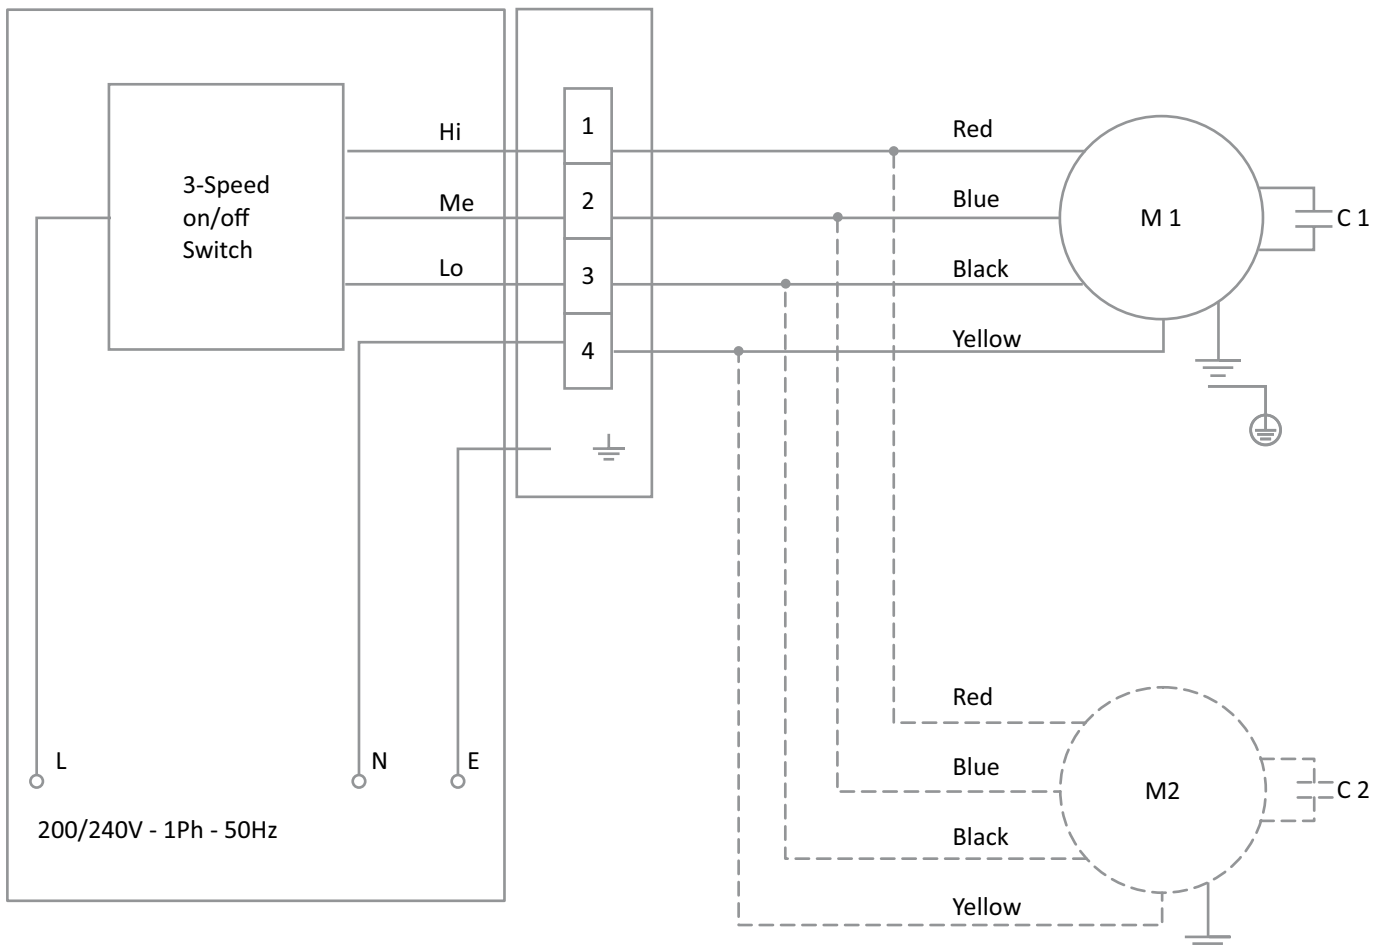 3-Speed
on/off
Switch
Hi
Me
Lo
1
2
3
4
Red
Blue
Black
Yellow
M 1
C 1
L
N
E
200/240V - 1Ph - 50Hz
Red
Blue
Black
Yellow
M2
C 2